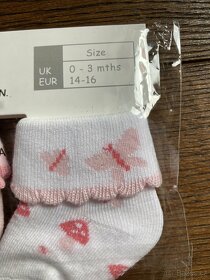 Size
UK 0 - 3 mths
EUR 14-16
N.